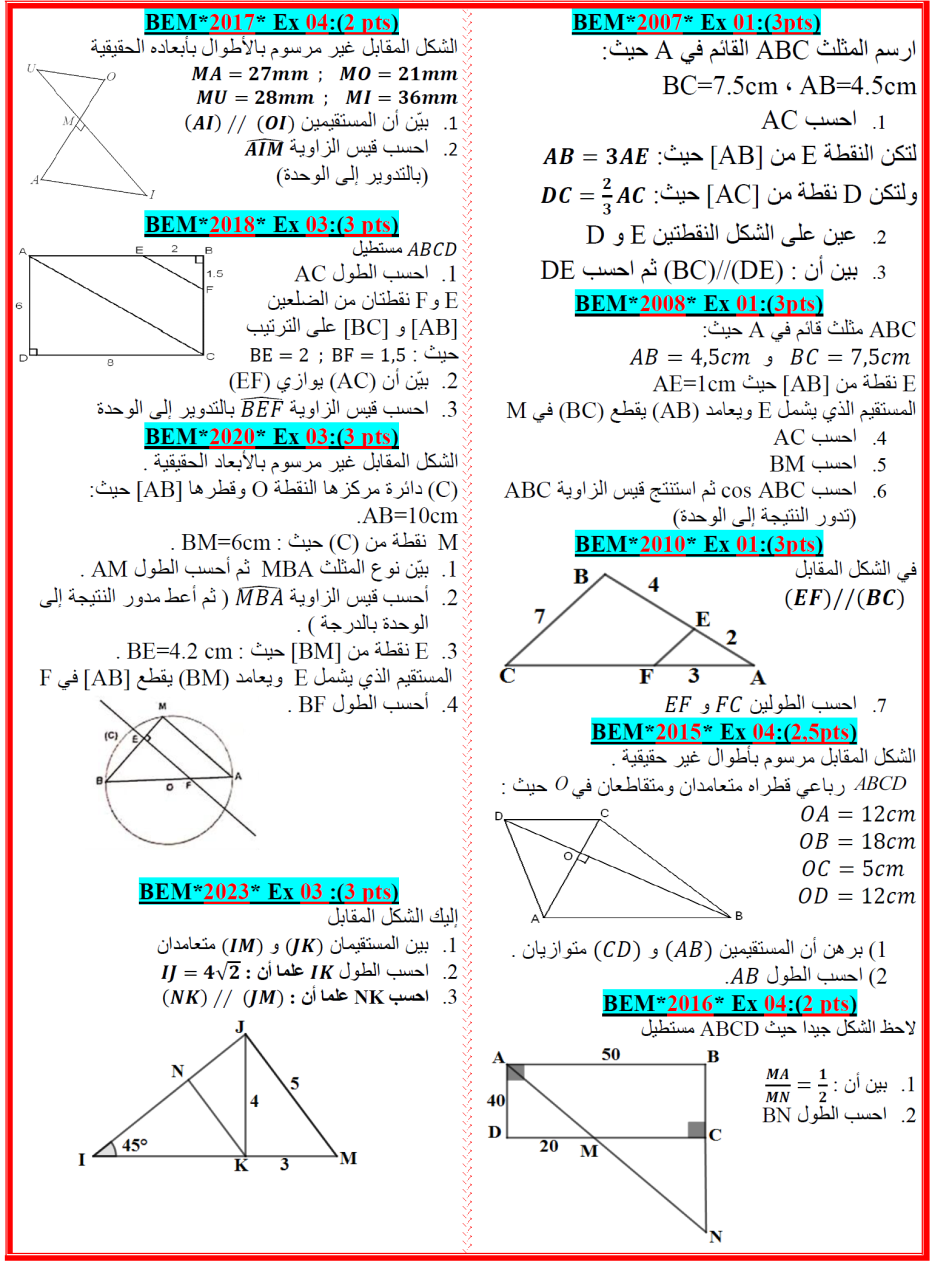 BEM*2007* Ex 01:(3pts)
ارسم المثلث ABC القائم في A حيث:
BC=7.5cm ، AB=4.5cm
1. احسب AC
لتكن النقطة E من [AB] حيث: AB = 3AE
ولتكن D نقطة من [AC] حيث: DC = 2/3 AC
2. عين على الشكل النقطتين E و D
3. بين أن : (DE)//(BC) ثم احسب DE
BEM*2008* Ex 01:(3pts)
ABC مثلث قائم في A حيث:
BC = 7,5cm و AB = 4,5cm
E نقطة من [AB] حيث AE=1cm
المستقيم الذي يشمل E ويعامد (AB) يقطع (BC) في M
4. احسب AC
5. احسب BM
6. احسب cos ABC ثم استنتج قيس الزاوية ABC
(تدور النتيجة إلى الوحدة)
BEM*2010* Ex 01:(3pts)
في الشكل المقابل
(EF)//(BC)
B
4
7
E
2
C
F
3
A
7. احسب الطولين FC و EF
BEM*2015* Ex 04:(2,5pts)
الشكل المقابل مرسوم بأطوال غير حقيقية .
ABCD رباعي قطراه متعامدان ومتقاطعان في O حيث :
OA = 12cm
OB = 18cm
OC = 5cm
OD = 12cm
D
C
O
A
B
1) برهن أن المستقيمين (AB) و (CD) متوازيان .
2) احسب الطول AB.
BEM*2016* Ex 04:(2 pts)
لاحظ الشكل جيدا حيث ABCD مستطيل
1. بين أن : MA/MN = 1/2
2. احسب الطول BN
A
50
B
40
D
20
M
C
N
BEM*2017* Ex 04:(2 pts)
الشكل المقابل غير مرسوم بالأطوال بأبعاده الحقيقية
MA = 27mm ; MO = 21mm
MU = 28mm ; MI = 36mm
1. بيّن أن المستقيمين (OI) // (AI)
2. احسب قيس الزاوية AIM
(بالتدوير إلى الوحدة)
U
O
M
A
I
BEM*2018* Ex 03:(3 pts)
ABCD مستطيل
1. احسب الطول AC
E و F نقطتان من الضلعين
[AB] و [BC] على الترتيب
حيث : BE = 2 ; BF = 1,5
2. بيّن أن (AC) يوازي (EF)
3. احسب قيس الزاوية BEF بالتدوير إلى الوحدة
A
E
2
B
1.5
F
6
D
8
C
BEM*2020* Ex 03:(3 pts)
الشكل المقابل غير مرسوم بالأبعاد الحقيقية .
(C) دائرة مركزها النقطة O وقطرها [AB] حيث:
AB=10cm.
M نقطة من (C) حيث : BM=6cm .
1. بيّن نوع المثلث MBA ثم أحسب الطول AM .
2. أحسب قيس الزاوية MBA ( ثم أعط مدور النتيجة إلى
الوحدة بالدرجة ) .
3. E نقطة من [BM] حيث : BE=4.2 cm .
المستقيم الذي يشمل E ويعامد (BM) يقطع [AB] في F
4. أحسب الطول BF .
M
(C)
E
B
O
F
A
BEM*2023* Ex 03 :(3 pts)
إليك الشكل المقابل
1. بين المستقيمان (JK) و (IM) متعامدان
2. احسب الطول IK علما أن : IJ = 4√2
3. احسب NK علما أن : (JM) // (NK)
J
N
5
4
45°
I
K
3
M